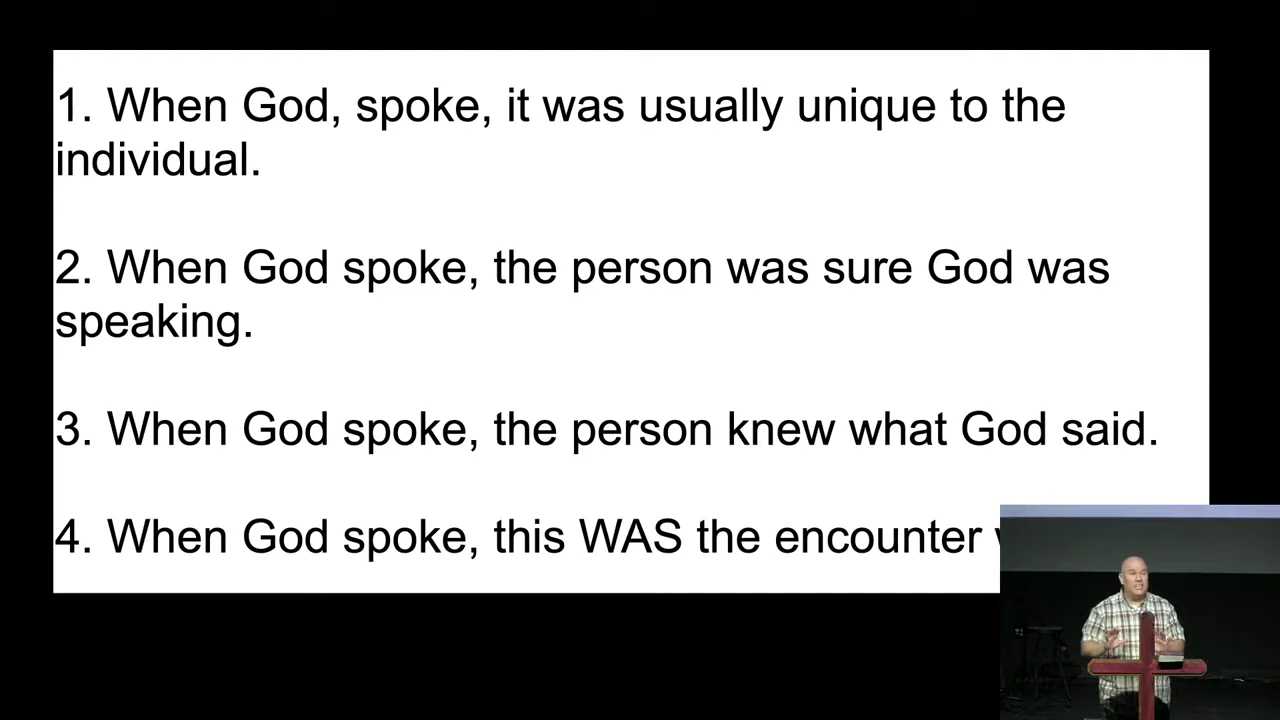 1. When God, spoke, it was usually unique to the
individual.
2. When God spoke, the person was sure God was
speaking.
3. When God spoke, the person knew what God said.
4. When God spoke, this WAS the encounter